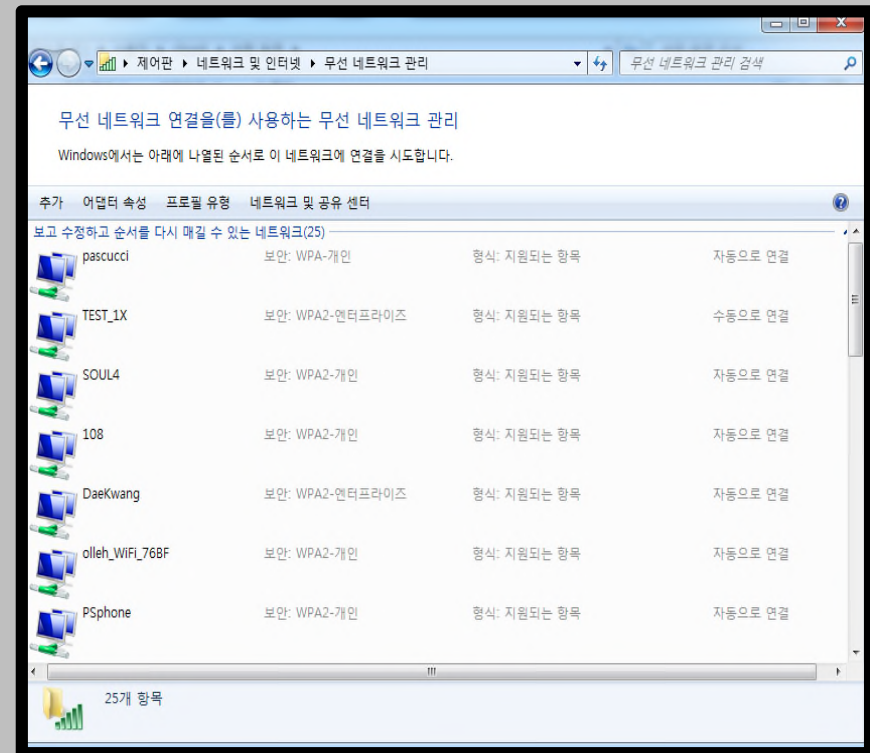 제어판 ▸ 네트워크 및 인터넷 ▸ 무선 네트워크 관리
무선 네트워크 관리 검색
무선 네트워크 연결을(를) 사용하는 무선 네트워크 관리
Windows에서는 아래에 나열된 순서로 이 네트워크에 연결을 시도합니다.
추가 어댑터 속성 프로필 유형 네트워크 및 공유 센터
보고 수정하고 순서를 다시 매길 수 있는 네트워크(25)
pascucci 보안: WPA-개인 형식: 지원되는 항목 자동으로 연결
TEST_1X 보안: WPA2-엔터프라이즈 형식: 지원되는 항목 수동으로 연결
SOUL4 보안: WPA2-개인 형식: 지원되는 항목 자동으로 연결
108 보안: WPA2-개인 형식: 지원되는 항목 자동으로 연결
DaeKwang 보안: WPA2-엔터프라이즈 형식: 지원되는 항목 자동으로 연결
olleh_WiFi_76BF 보안: WPA2-개인 형식: 지원되는 항목 자동으로 연결
PSphone 보안: WPA2-개인 형식: 지원되는 항목 자동으로 연결
25개 항목